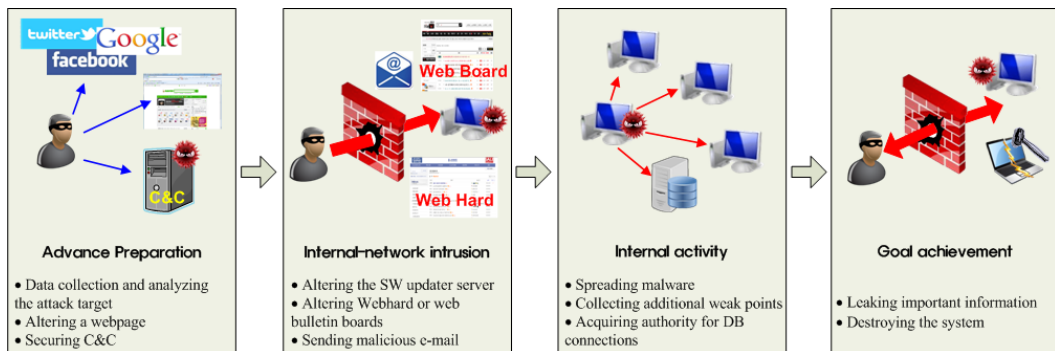 twitter
Google
facebook
C&C
Advance Preparation
• Data collection and analyzing
the attack target
• Altering a webpage
• Securing C&C
@
Web Board
Web Hard
Internal-network intrusion
• Altering the SW updater server
• Altering Webhard or web
bulletin boards
• Sending malicious e-mail
Internal activity
• Spreading malware
• Collecting additional weak points
• Acquiring authority for DB
connections
Goal achievement
• Leaking important information
• Destroying the system